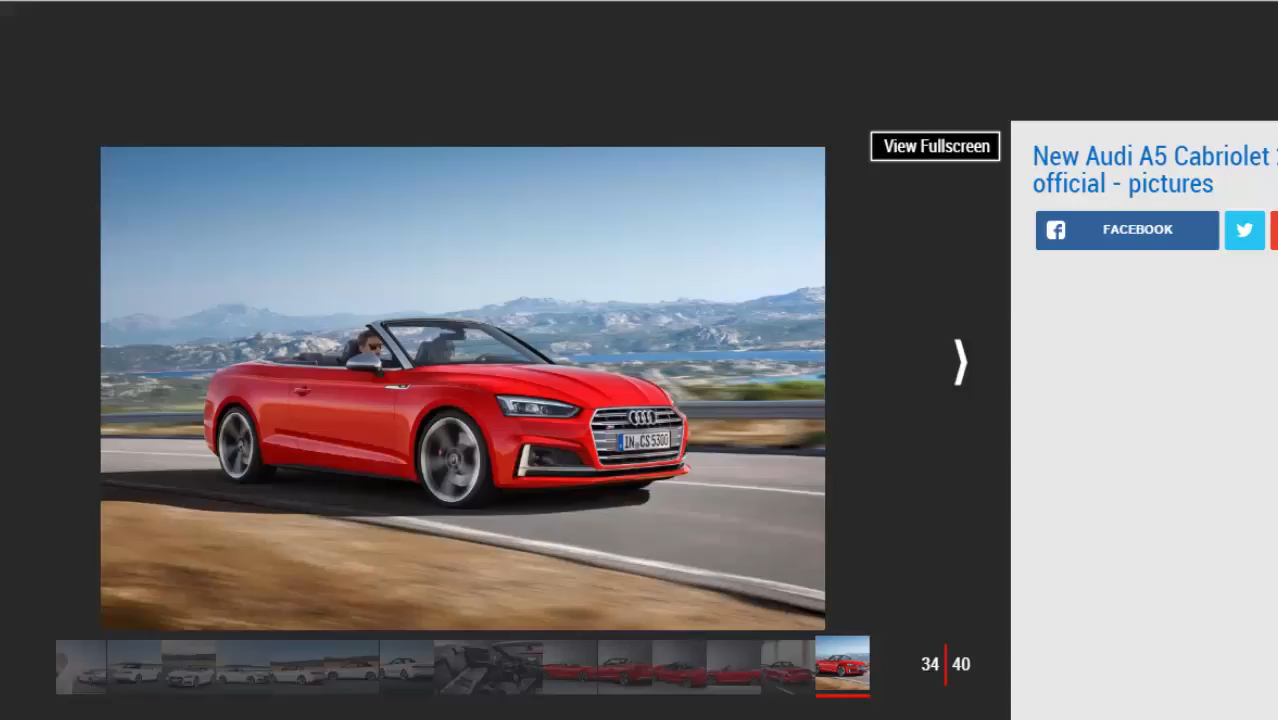 View Fullscreen
New Audi A5 Cabriolet
official - pictures
FACEBOOK
IN CS 5300
34 40